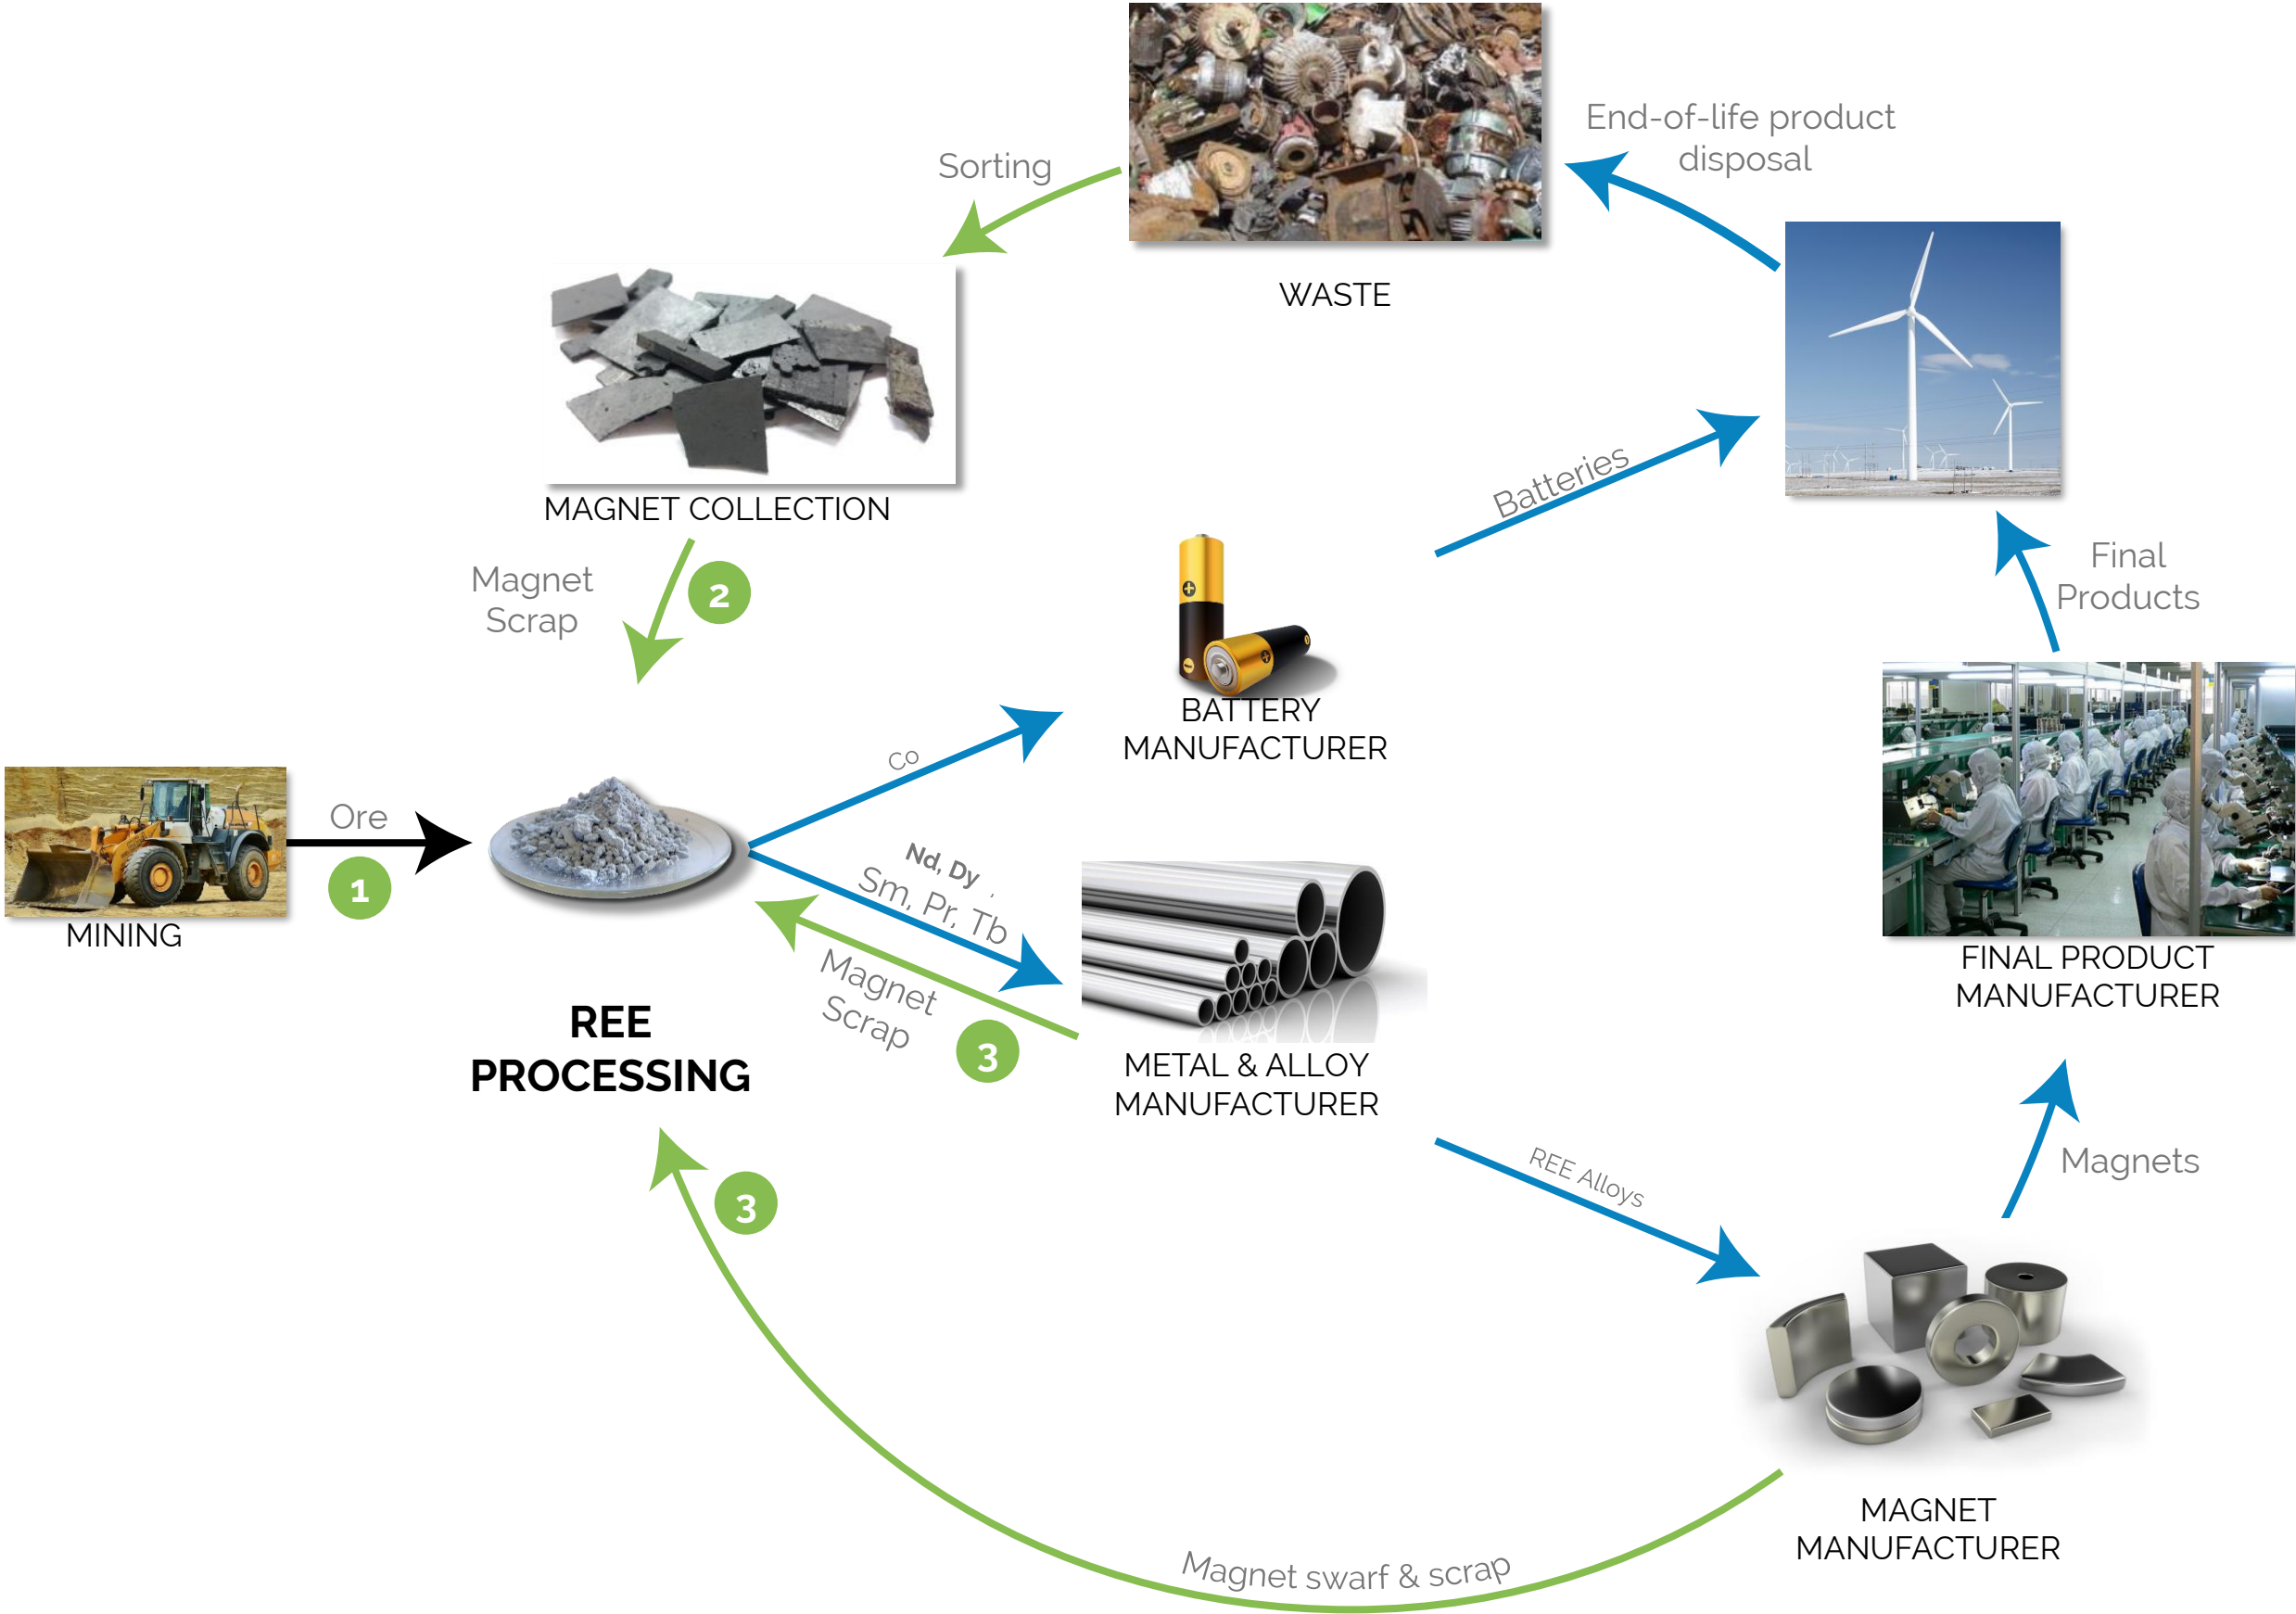 End-of-life product
disposal
Sorting
WASTE
MAGNET COLLECTION
Magnet
Scrap
2
Batteries
Final
Products
BATTERY
MANUFACTURER
Co
Ore
1
MINING
Nd, Dy ,
Sm, Pr, Tb
Magnet
Scrap
3
REE
PROCESSING
METAL & ALLOY
MANUFACTURER
FINAL PRODUCT
MANUFACTURER
REE Alloys
Magnets
3
MAGNET
MANUFACTURER
Magnet swarf & scrap